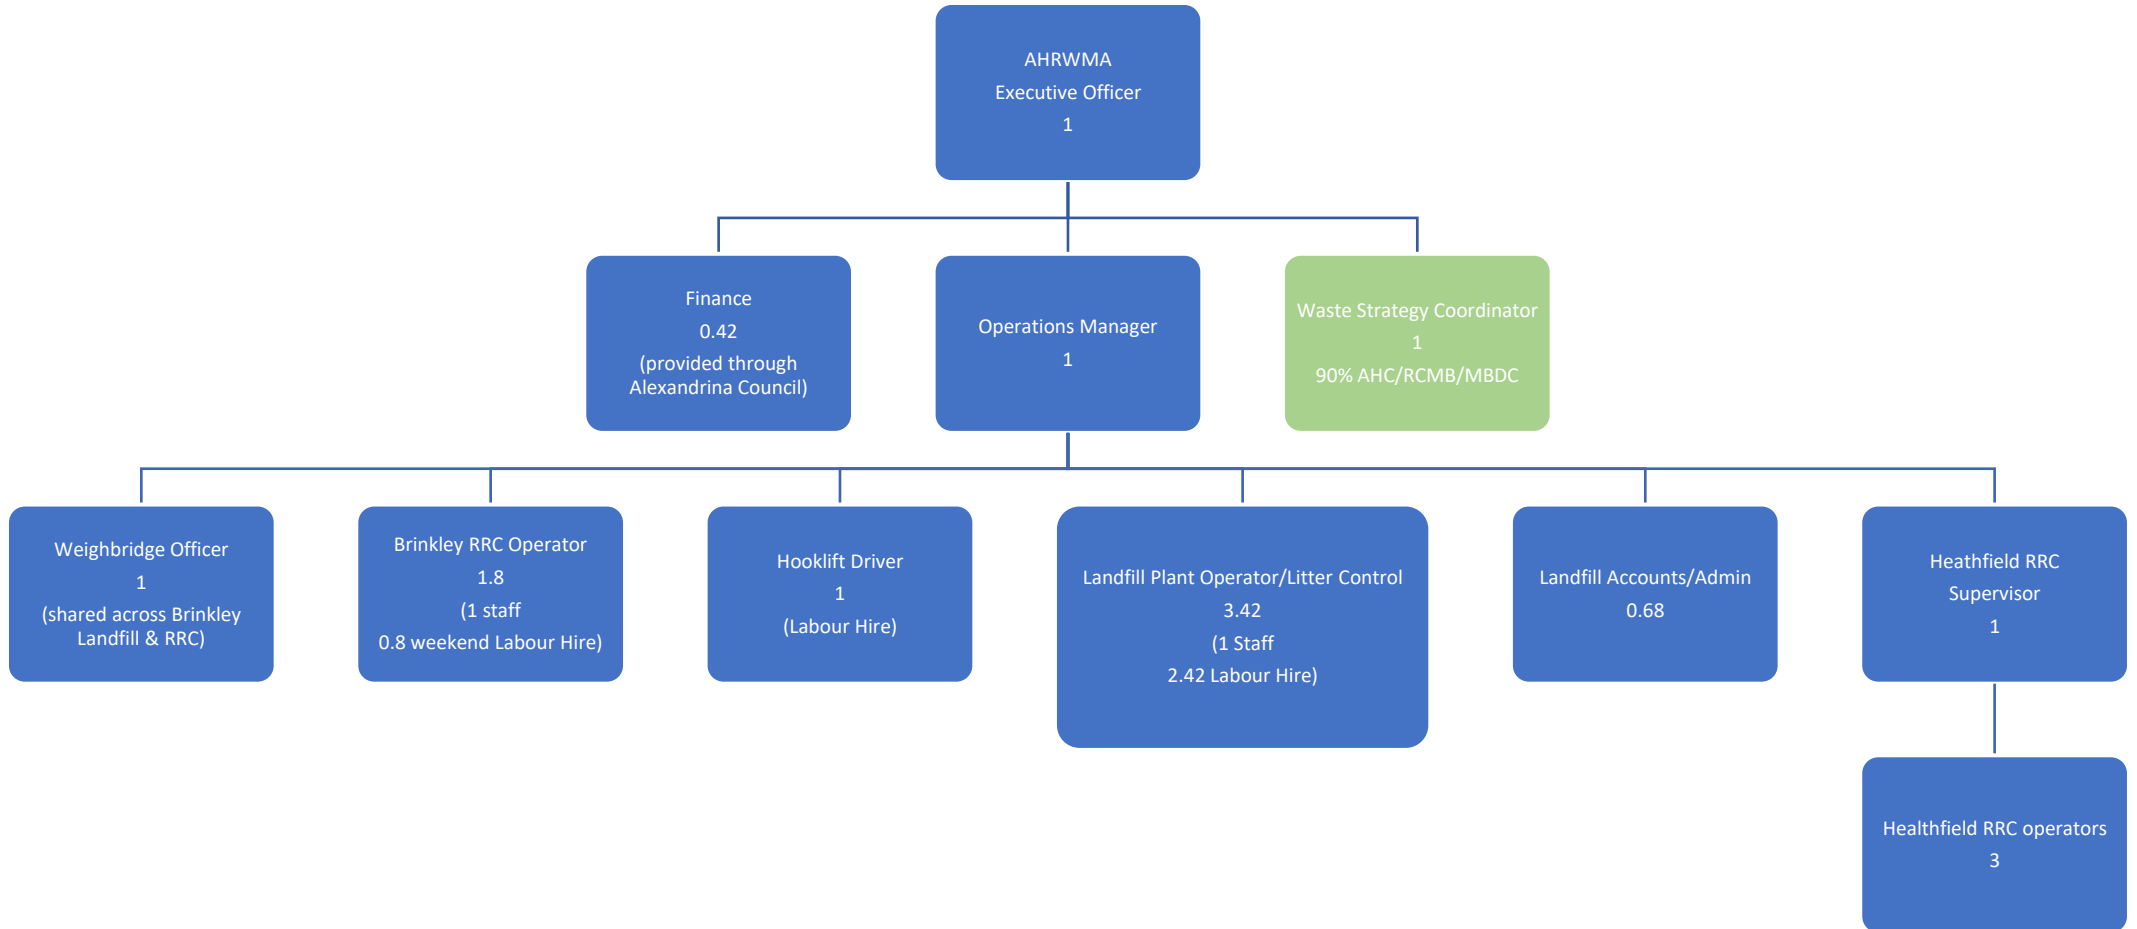 AHRWMA
Executive Officer
1
Finance
0.42
(provided through
Alexandrina Council)
Operations Manager
1
Waste Strategy Coordinator
1
90% AHC/RCMB/MBDC
Weighbridge Officer
1
(shared across Brinkley
Landfill & RRC)
Brinkley RRC Operator
1.8
(1 staff
0.8 weekend Labour Hire)
Hooklift Driver
1
(Labour Hire)
Landfill Plant Operator/Litter Control
3.42
(1 Staff
2.42 Labour Hire)
Landfill Accounts/Admin
0.68
Heathfield RRC
Supervisor
1
Healthfield RRC operators
3